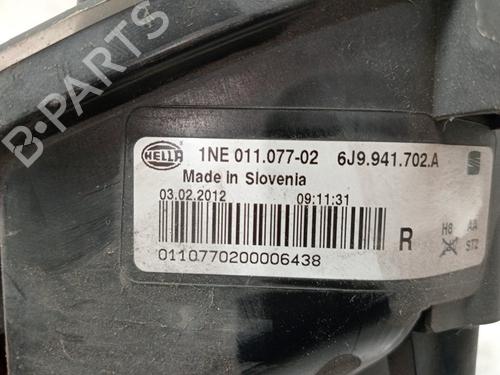 B-PARTS
HELLA 1NE 011.077-02 6J9.941.702.A
Made in Slovenia
03.02.2012 09:11:31
R H8 AA
ST2
0110770200006438